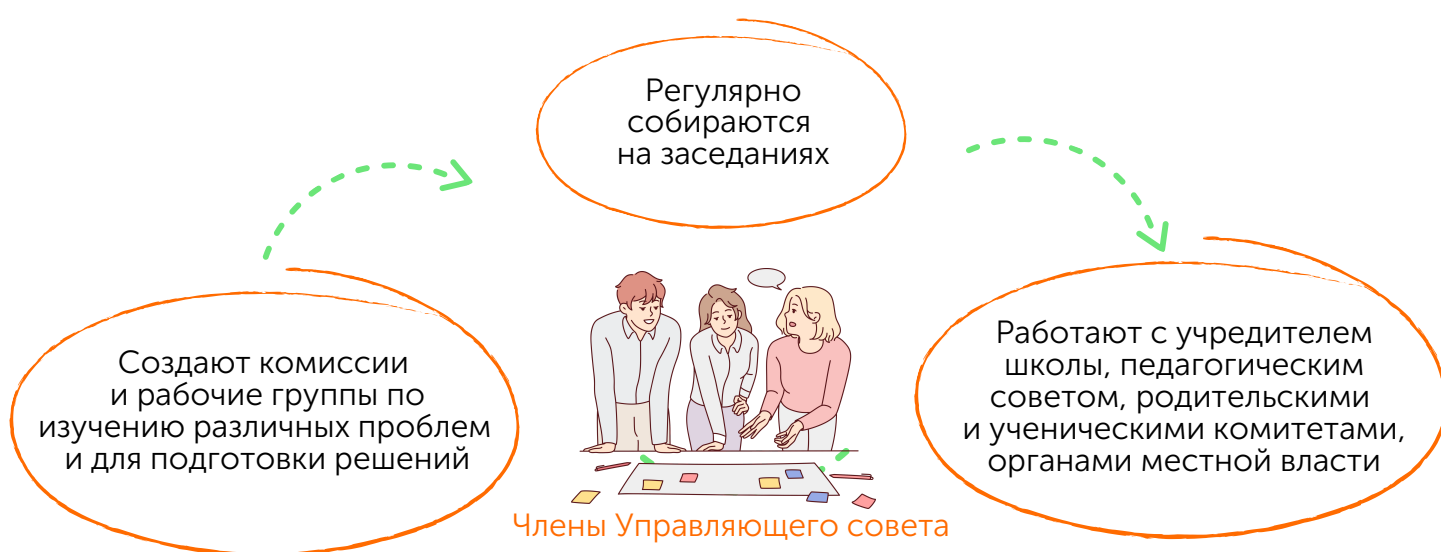 Регулярно
собираются
на заседаниях
Создают комиссии
и рабочие группы по
изучению различных проблем
и для подготовки решений
Работают с учредителем
школы, педагогическим
советом, родительскими
и ученическими комитетами,
органами местной власти
Члены Управляющего совета